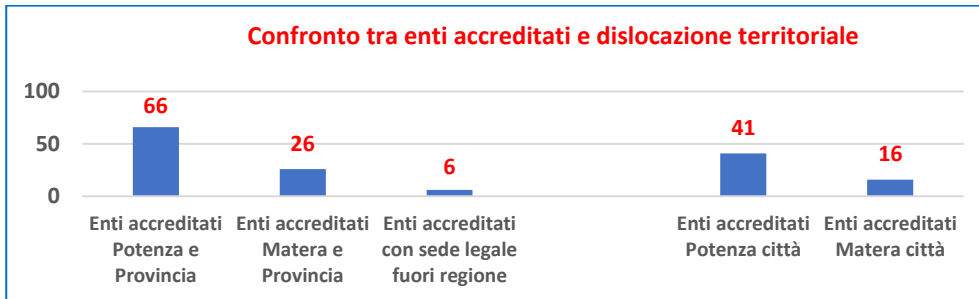 Confronto tra enti accreditati e dislocazione territoriale
100
50
0
66
26
6
41
16
Enti accreditati
Potenza e
Provincia
Enti accreditati
Matera e
Provincia
Enti accreditati
con sede legale
fuori regione
Enti accreditati
Potenza città
Enti accreditati
Matera città